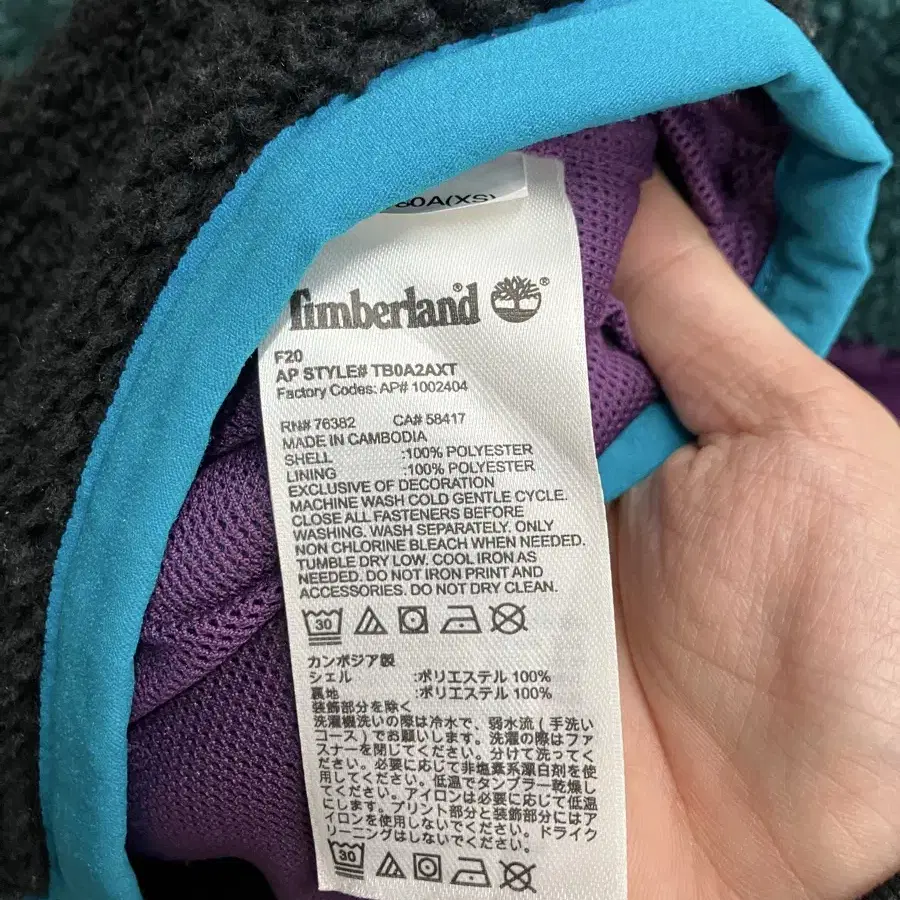 0A(XS)
Timberland
F20
AP STYLE# TB0A2AXT
Factory Codes: AP# 1002404
RN# 76382 CA# 58417
MADE IN CAMBODIA
SHELL :100% POLYESTER
LINING :100% POLYESTER
EXCLUSIVE OF DECORATION
MACHINE WASH COLD GENTLE CYCLE.
CLOSE ALL FASTENERS BEFORE
WASHING. WASH SEPARATELY. ONLY
NON CHLORINE BLEACH WHEN NEEDED.
TUMBLE DRY LOW. COOL IRON AS
NEEDED. DO NOT IRON PRINT AND
ACCESSORIES. DO NOT DRY CLEAN.
30
カンボジア製
シェル :ポリエステル 100%
裏地 :ポリエステル 100%
装飾部分を除く
洗濯機洗いの際は冷水で、弱水流(手洗い
コース)でお願いします。洗濯の際はファ
スナーを閉じてください。分けて洗ってく
ださい。必要に応じて非塩素系漂白剤を使
用してください。低温でタンブラー乾燥し
てください。アイロンは必要に応じて低温
にします。プリント部分と装飾部分にはア
イロンを使用しないでください。ドライク
リーニングはしないでください。
30